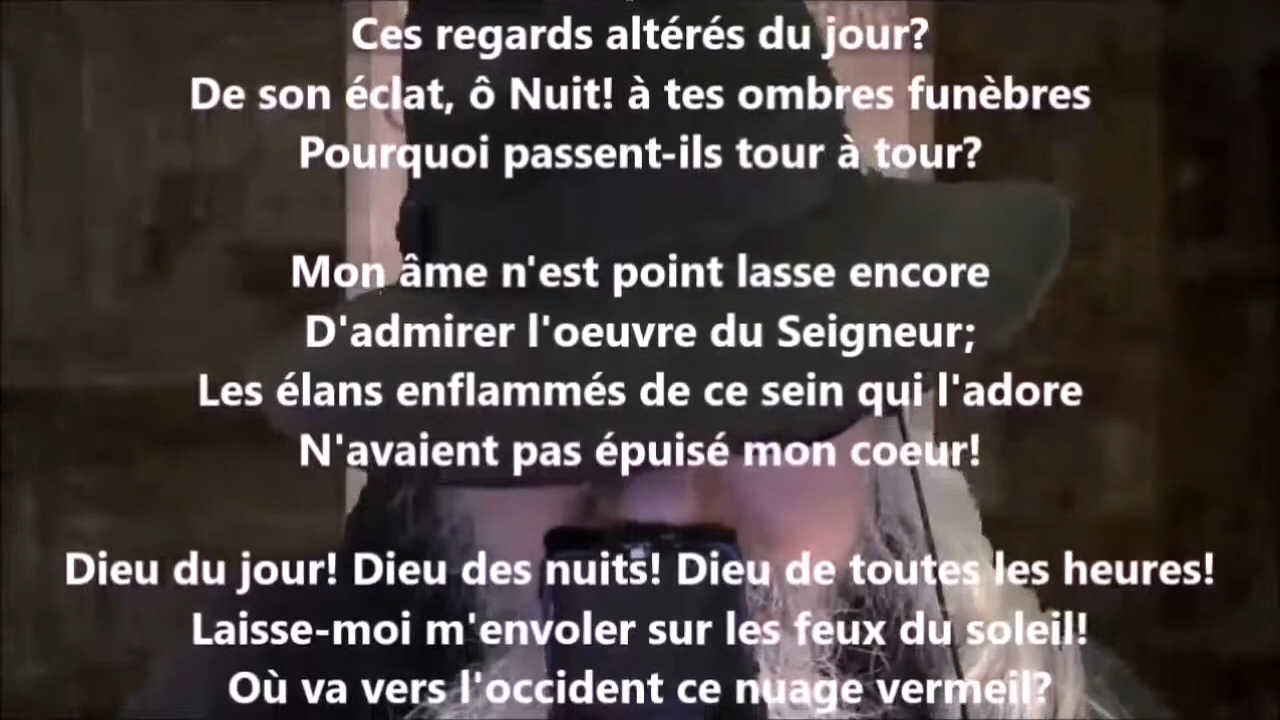 Ces regards altérés du jour?
De son éclat, ô Nuit! à tes ombres funèbres
Pourquoi passent-ils tour à tour?
Mon âme n'est point lasse encore
D'admirer l'oeuvre du Seigneur;
Les élans enflammés de ce sein qui l'adore
N'avaient pas épuisé mon coeur!
Dieu du jour! Dieu des nuits! Dieu de toutes les heures!
Laisse-moi m'envoler sur les feux du soleil!
Où va vers l'occident ce nuage vermeil?